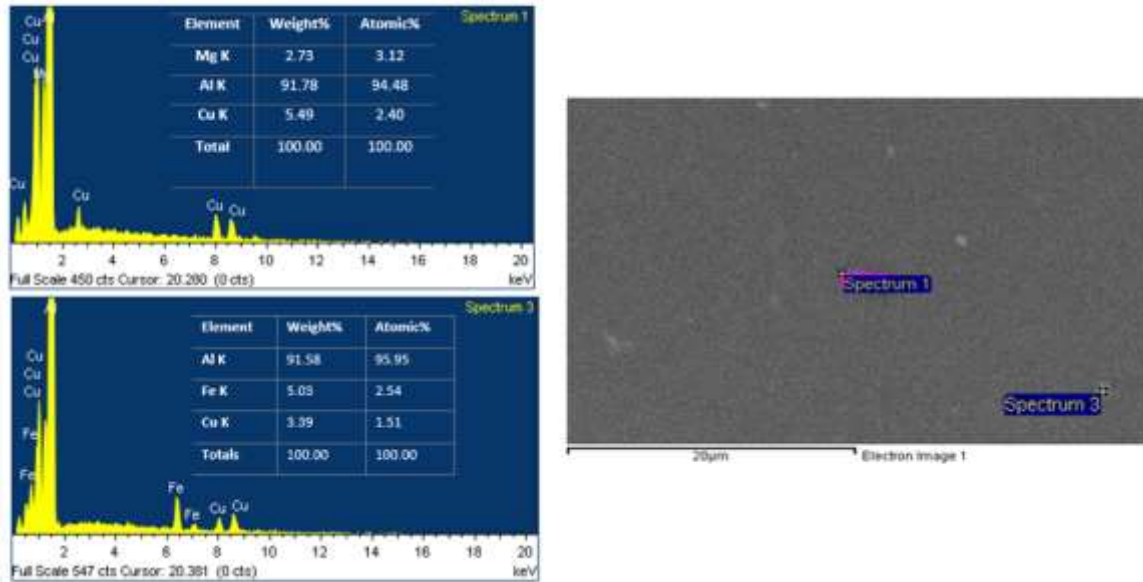 Spectrum 1
Element Weight% Atomic%
Mg K 2.73 3.12
Al K 91.78 94.48
Cu K 5.49 2.40
Total 100.00 100.00
Cu
Cu
Cu
Cu
Cu
Cu
Cu
2 4 6 8 10 12 14 16 18 20
Full Scale 450 cts Cursor: 20.280 (0 cts) keV
Spectrum 3
Element Weight% Atomic%
Al K 91.58 95.95
Fe K 5.03 2.54
Cu K 3.39 1.51
Totals 100.00 100.00
Cu
Cu
Cu
Fe
Fe
Fe
Fe
Cu
Cu
2 4 6 8 10 12 14 16 18 20
Full Scale 547 cts Cursor: 20.381 (0 cts) keV
Spectrum 1
Spectrum 3
20µm Electron Image 1